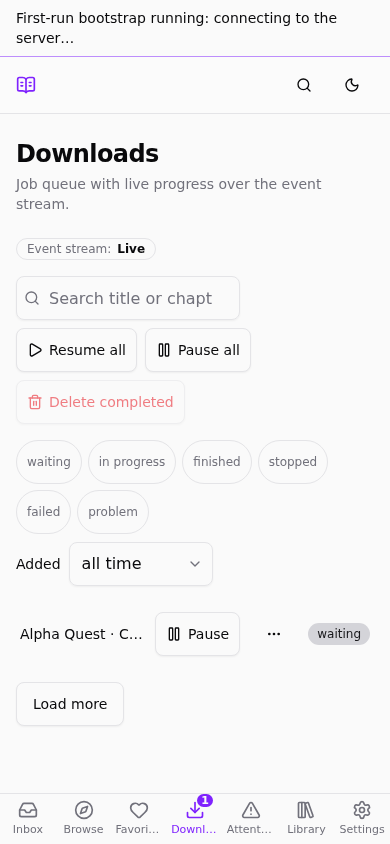 First-run bootstrap running: connecting to the
server…
Downloads
Job queue with live progress over the event
stream.
Event stream: Live
Search title or chapt
Resume all
Pause all
Delete completed
waiting
in progress
finished
stopped
failed
problem
Added
all time
Alpha Quest · C…
Pause
waiting
Load more
1
Inbox
Browse
Favori…
Downl…
Attent…
Library
Settings